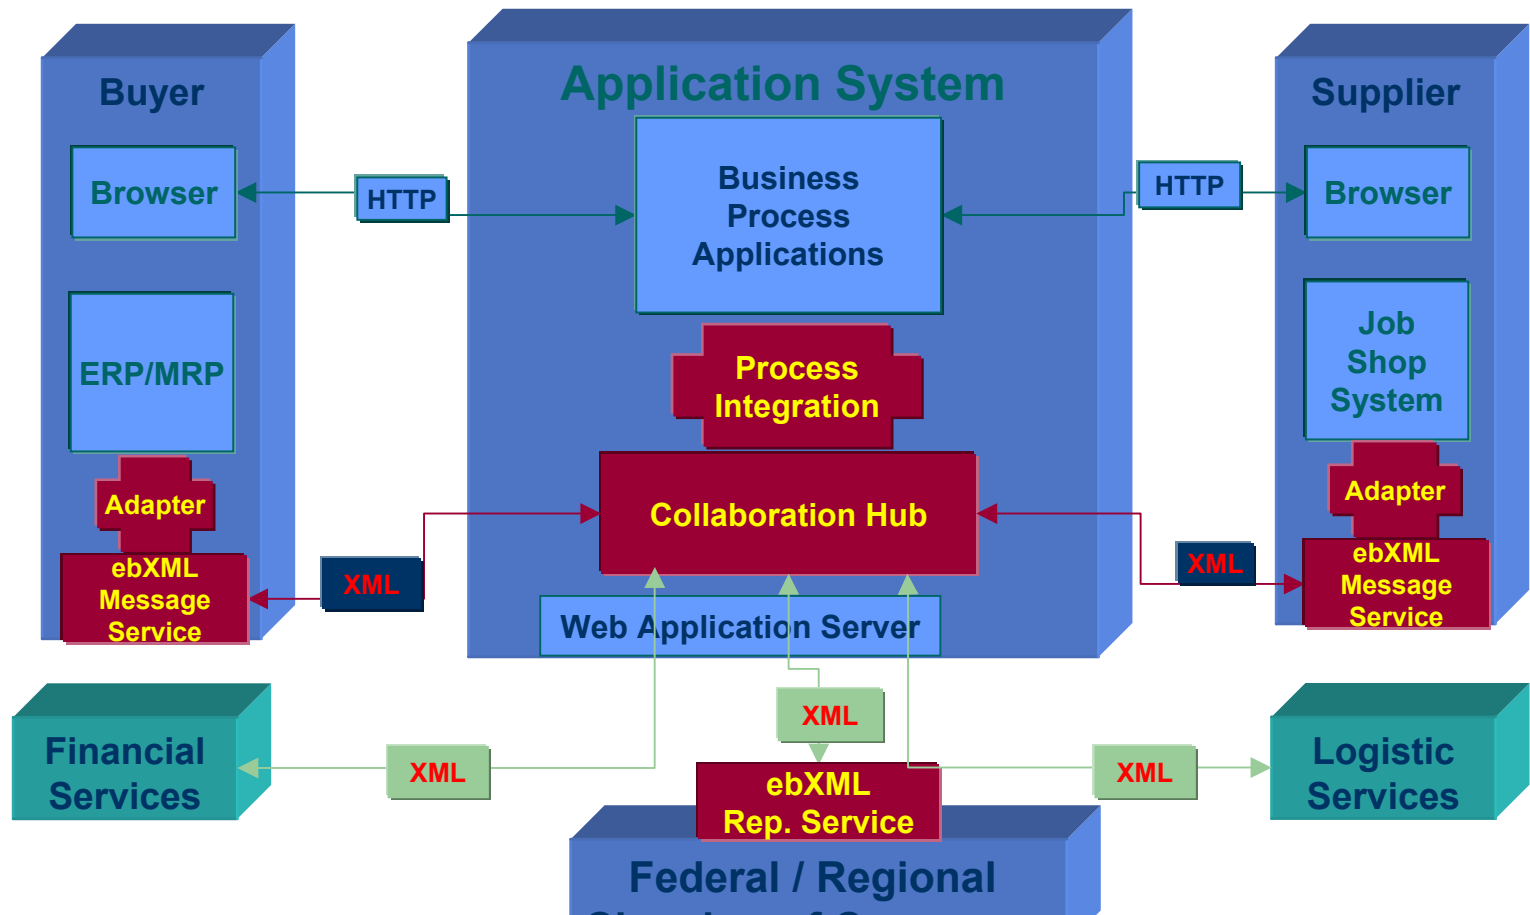 Application System
Buyer
Browser
ERP/MRP
Adapter
ebXML
Message
Service
HTTP
XML
Business
Process
Applications
Process
Integration
Collaboration Hub
Web Application Server
HTTP
XML
Supplier
Browser
Job
Shop
System
Adapter
ebXML
Message
Service
Financial
Services
XML
XML
XML
Logistic
Services
ebXML
Rep. Service
Federal / Regional